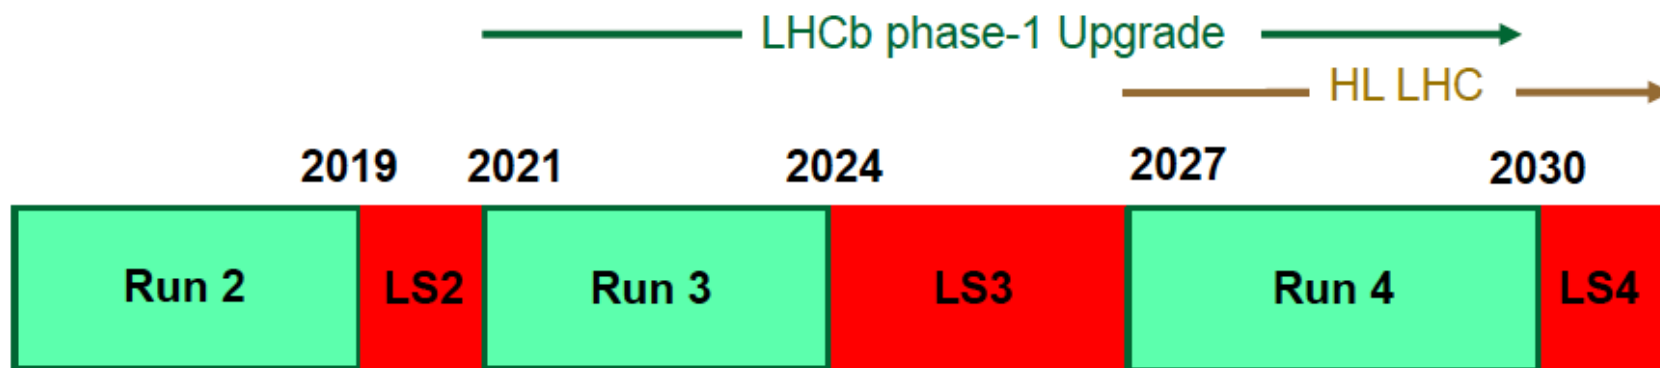 LHCb phase-1 Upgrade
HL LHC
2019 2021 2024 2027 2030
Run 2 LS2 Run 3 LS3 Run 4 LS4